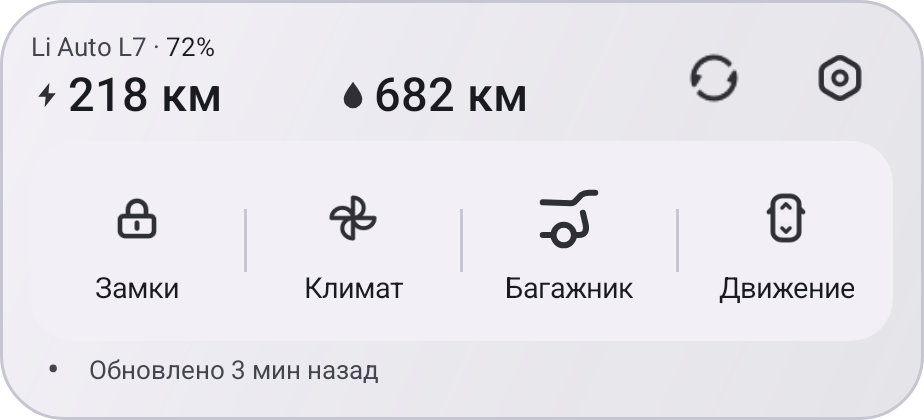 Li Auto L7 · 72%
218 км 682 км
Замки Климат Багажник Движение
• Обновлено 3 мин назад